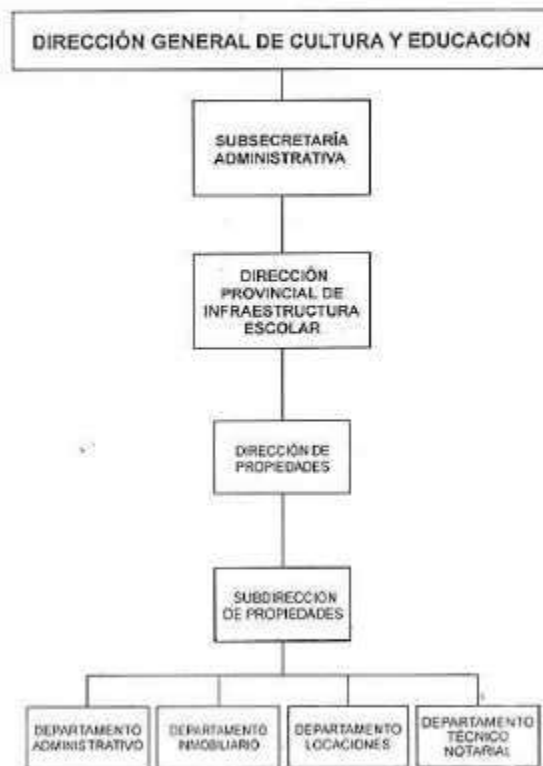 DIRECCIÓN GENERAL DE CULTURA Y EDUCACIÓN
SUBSECRETARÍA
ADMINISTRATIVA
DIRECCIÓN
PROVINCIAL DE
INFRAESTRUCTURA
ESCOLAR
DIRECCIÓN DE
PROPIEDADES
SUBDIRECCIÓN
DE PROPIEDADES
DEPARTAMENTO
ADMINISTRATIVO
DEPARTAMENTO
INMOBILIARIO
DEPARTAMENTO
LOCACIONES
DEPARTAMENTO
TÉCNICO
NOTARIAL